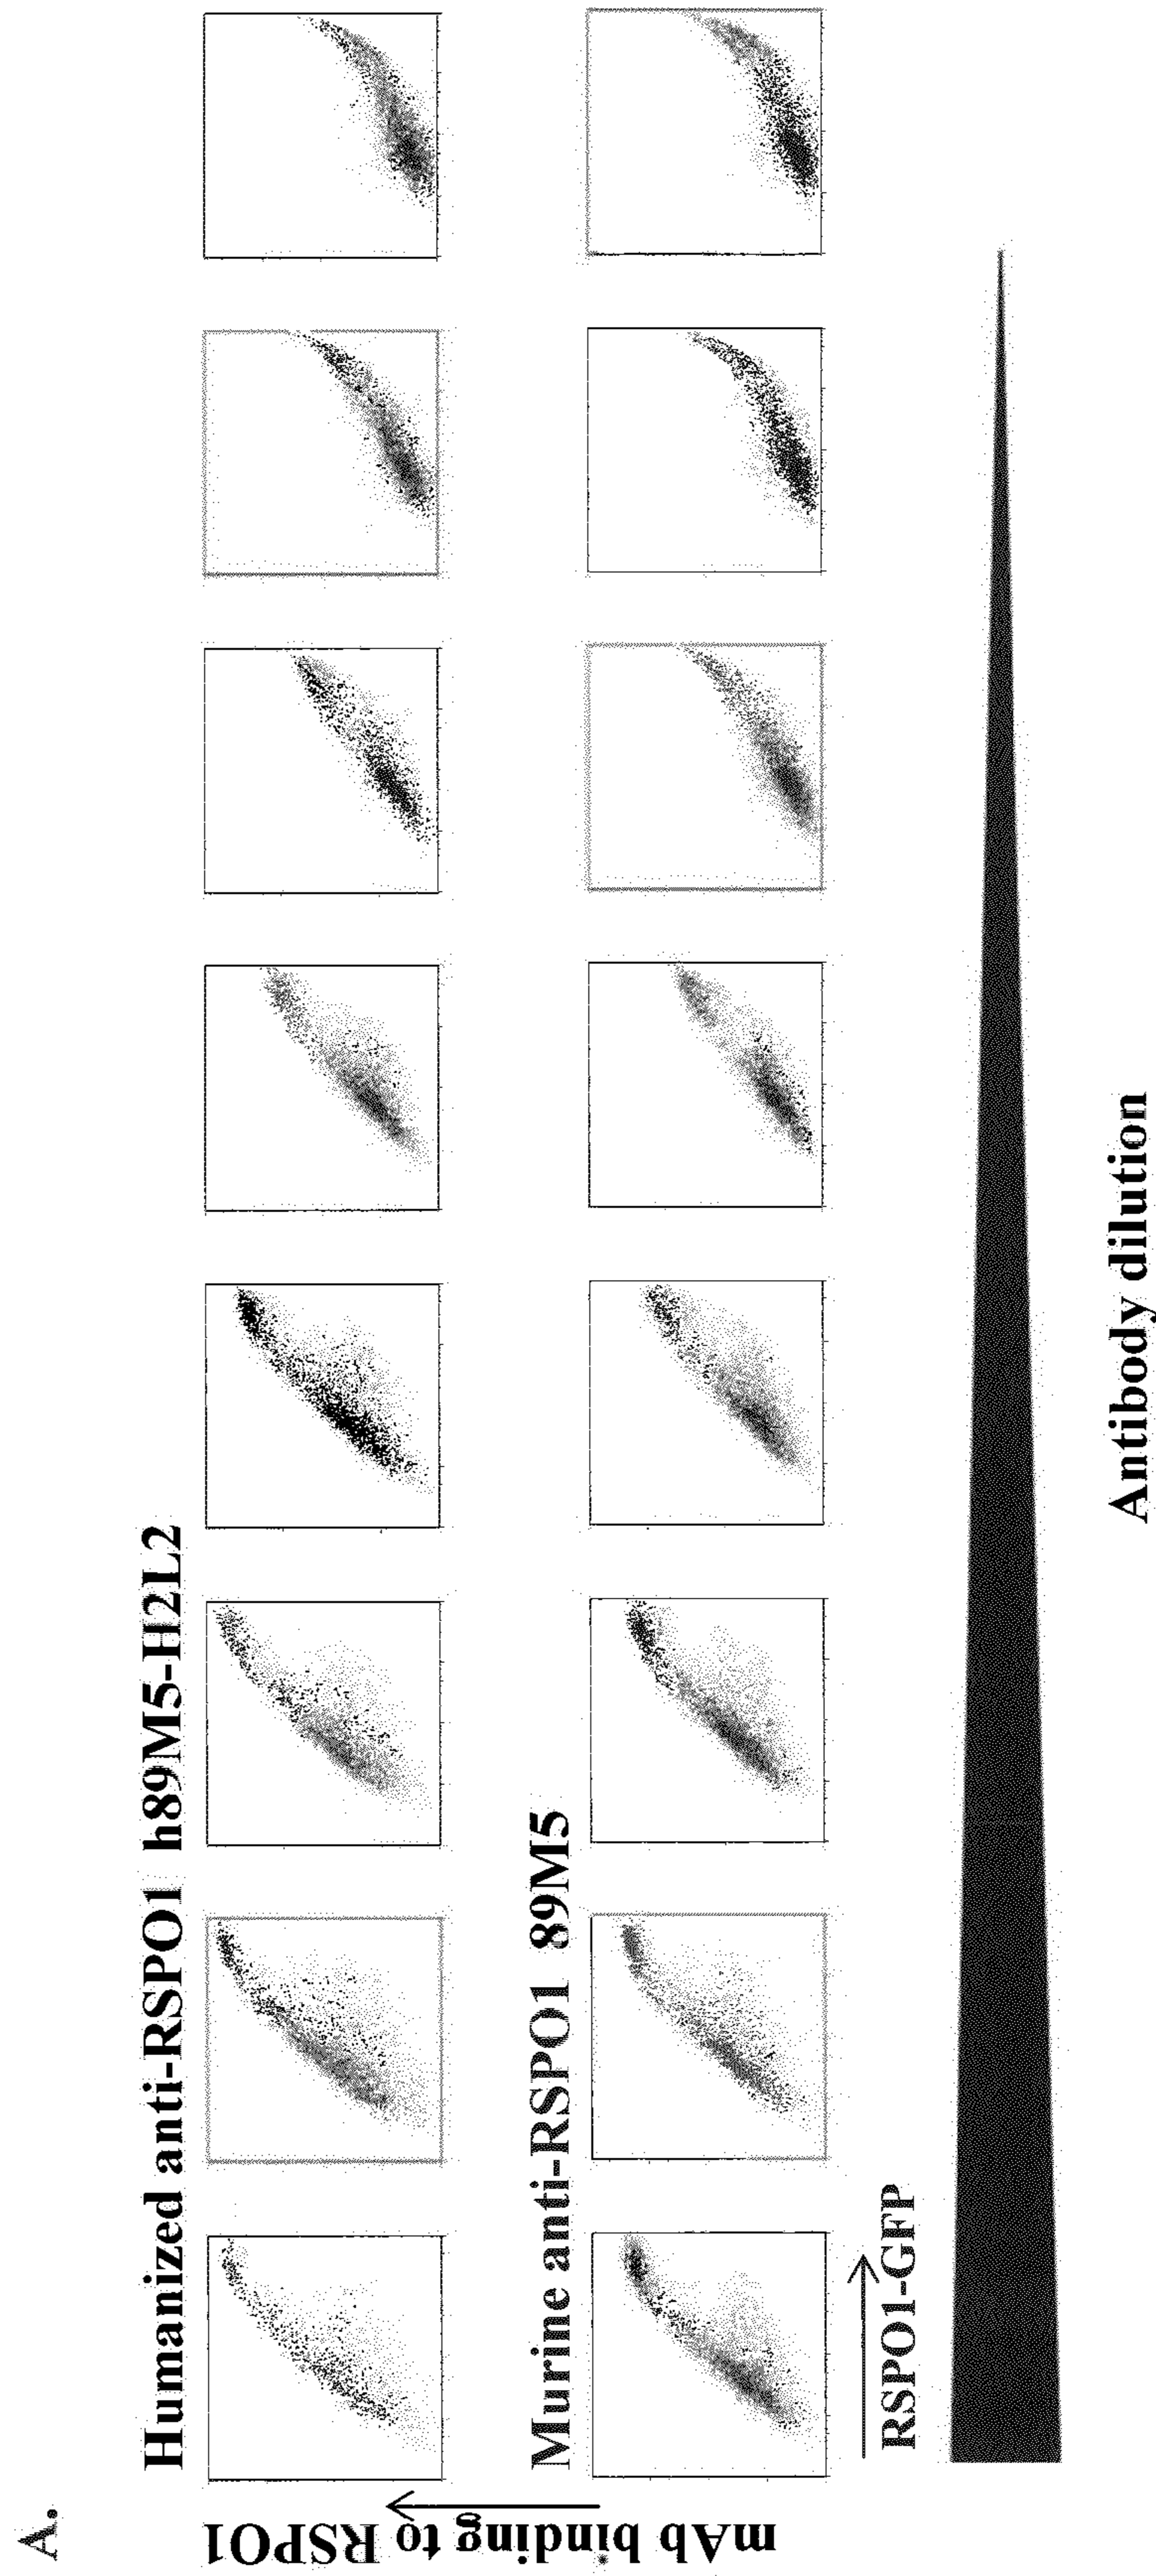 A.
Humanized anti-RSPO1 h89M5-H2L2
Murine anti-RSPO1 89M5
mAb binding to RSPO1
RSPO1-GFP
Antibody dilution